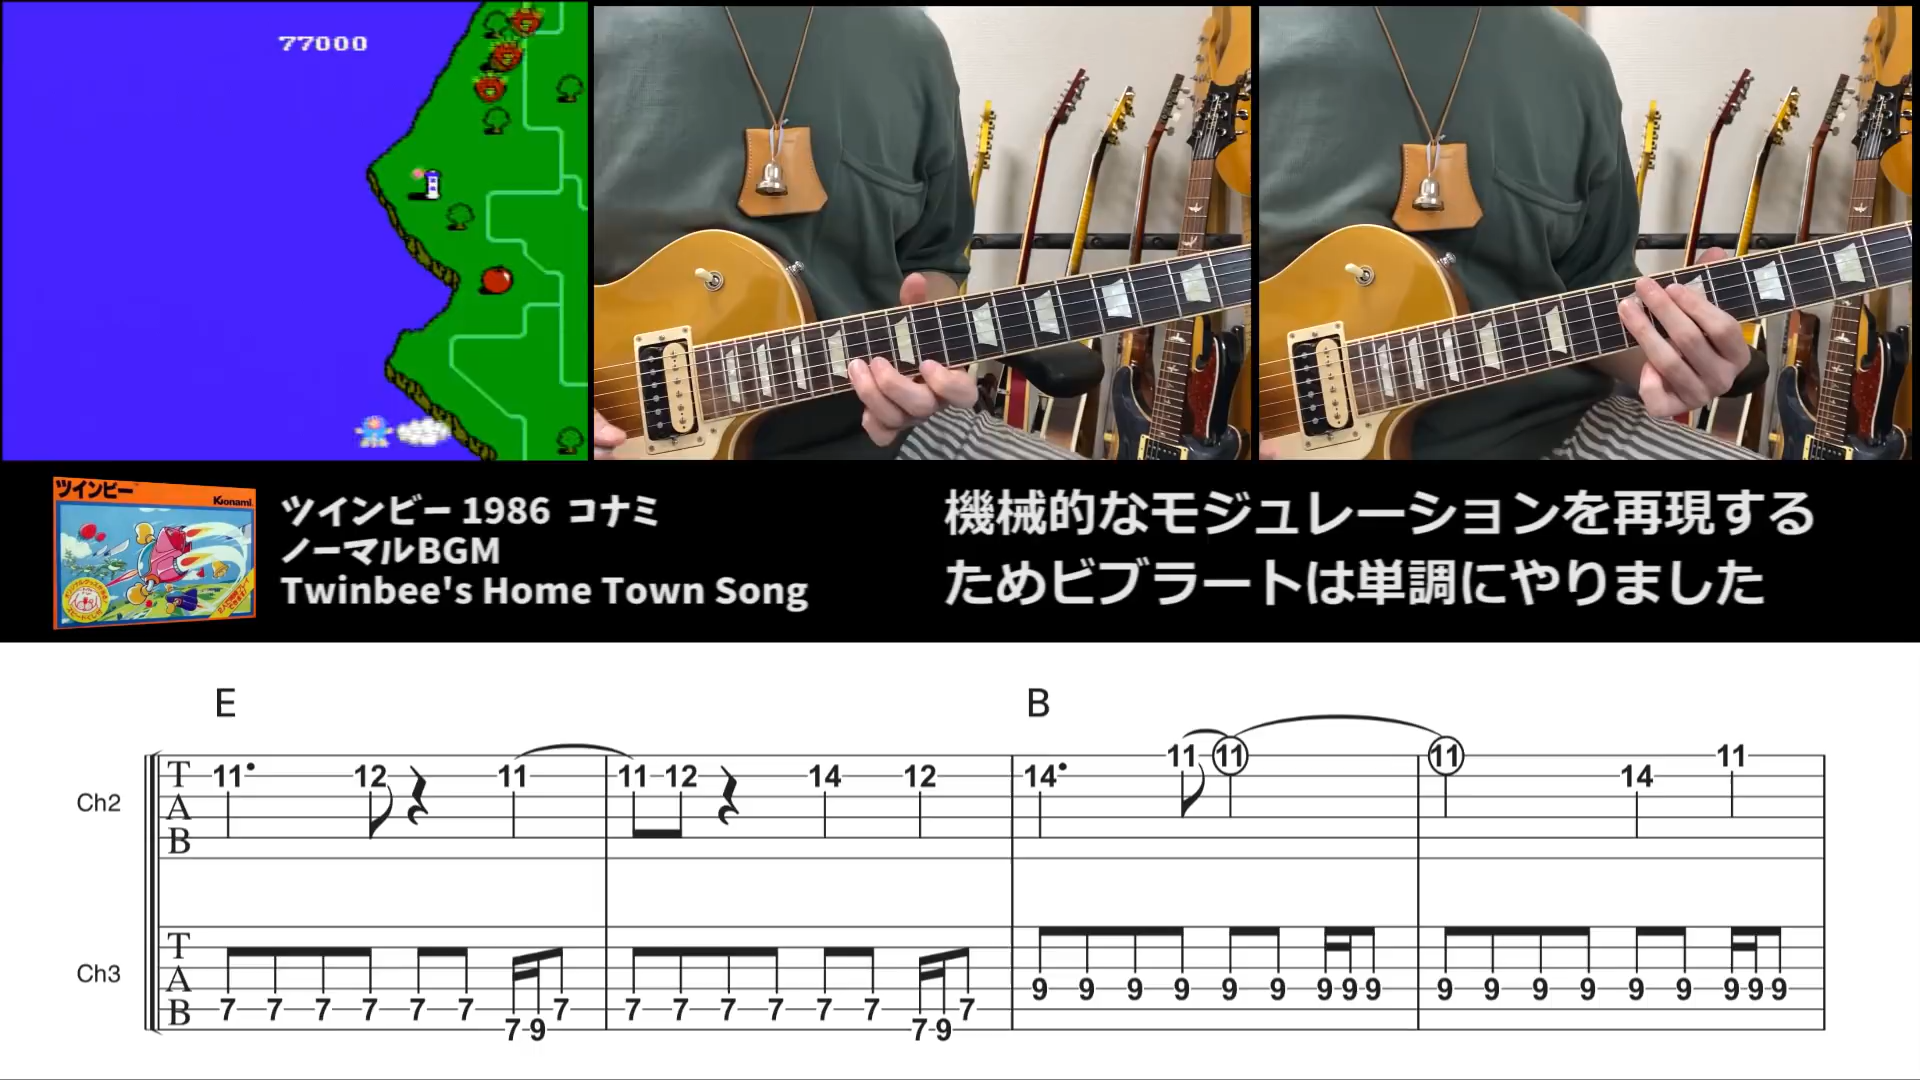 77000
ツインビー
Konami
ツインビー 1986 コナミ
ノーマルBGM
Twinbee's Home Town Song
機械的なモジュレーションを再現する
ためビブラートは単調にやりました
E B
Ch2 T A B 11 12 11 11 12 14 12 14 11 11 11 14 11
Ch3 T A B 7 7 7 7 7 7 7 9 7 7 7 7 7 7 7 7 9 7 9 9 9 9 9 9 9 9 9 9 9 9 9 9 9 9 9 9